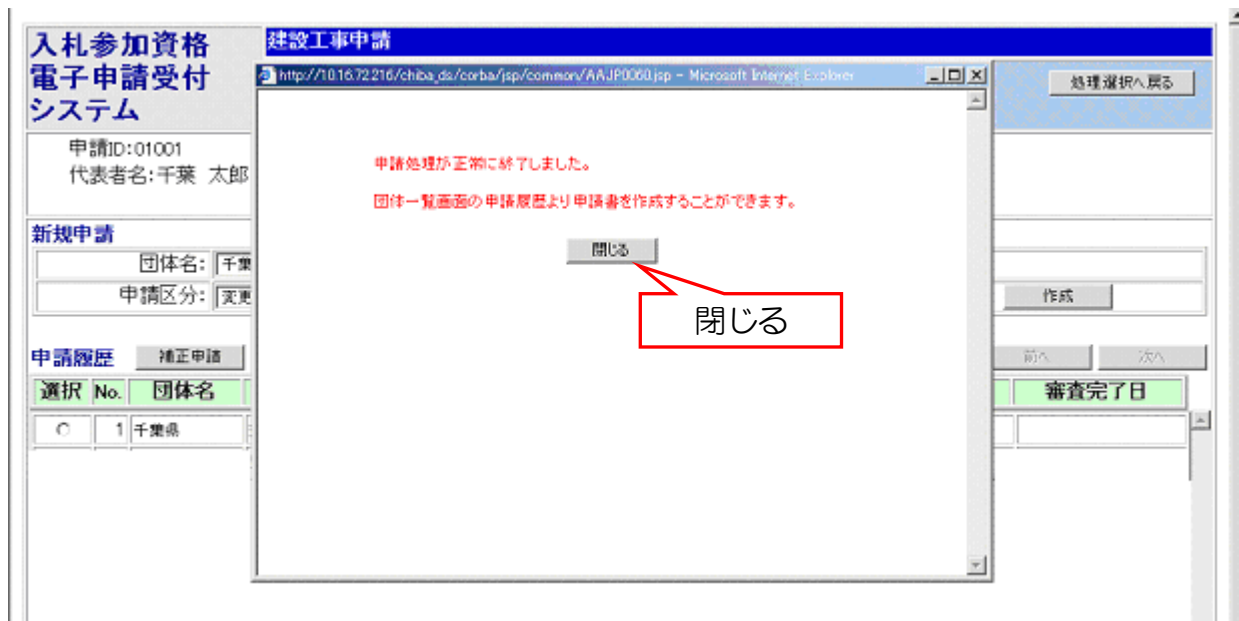 入札参加資格
電子申請受付
システム
建設工事申請
http://10.16.72.216/chiba_ds/corba/jsp/common/AAJP0060.jsp - Microsoft Internet Explorer
処理選択へ戻る
申請ID:01001
代表者名:千葉 太郎
申請処理が正常に終了しました。
団体一覧画面の申請履歴より申請書を作成することができます。
閉じる
閉じる
新規申請
団体名: 千葉
申請区分: 変更
作成
申請履歴 補正申請 前へ 次へ
選択 No. 団体名 審査完了日
1 千葉県